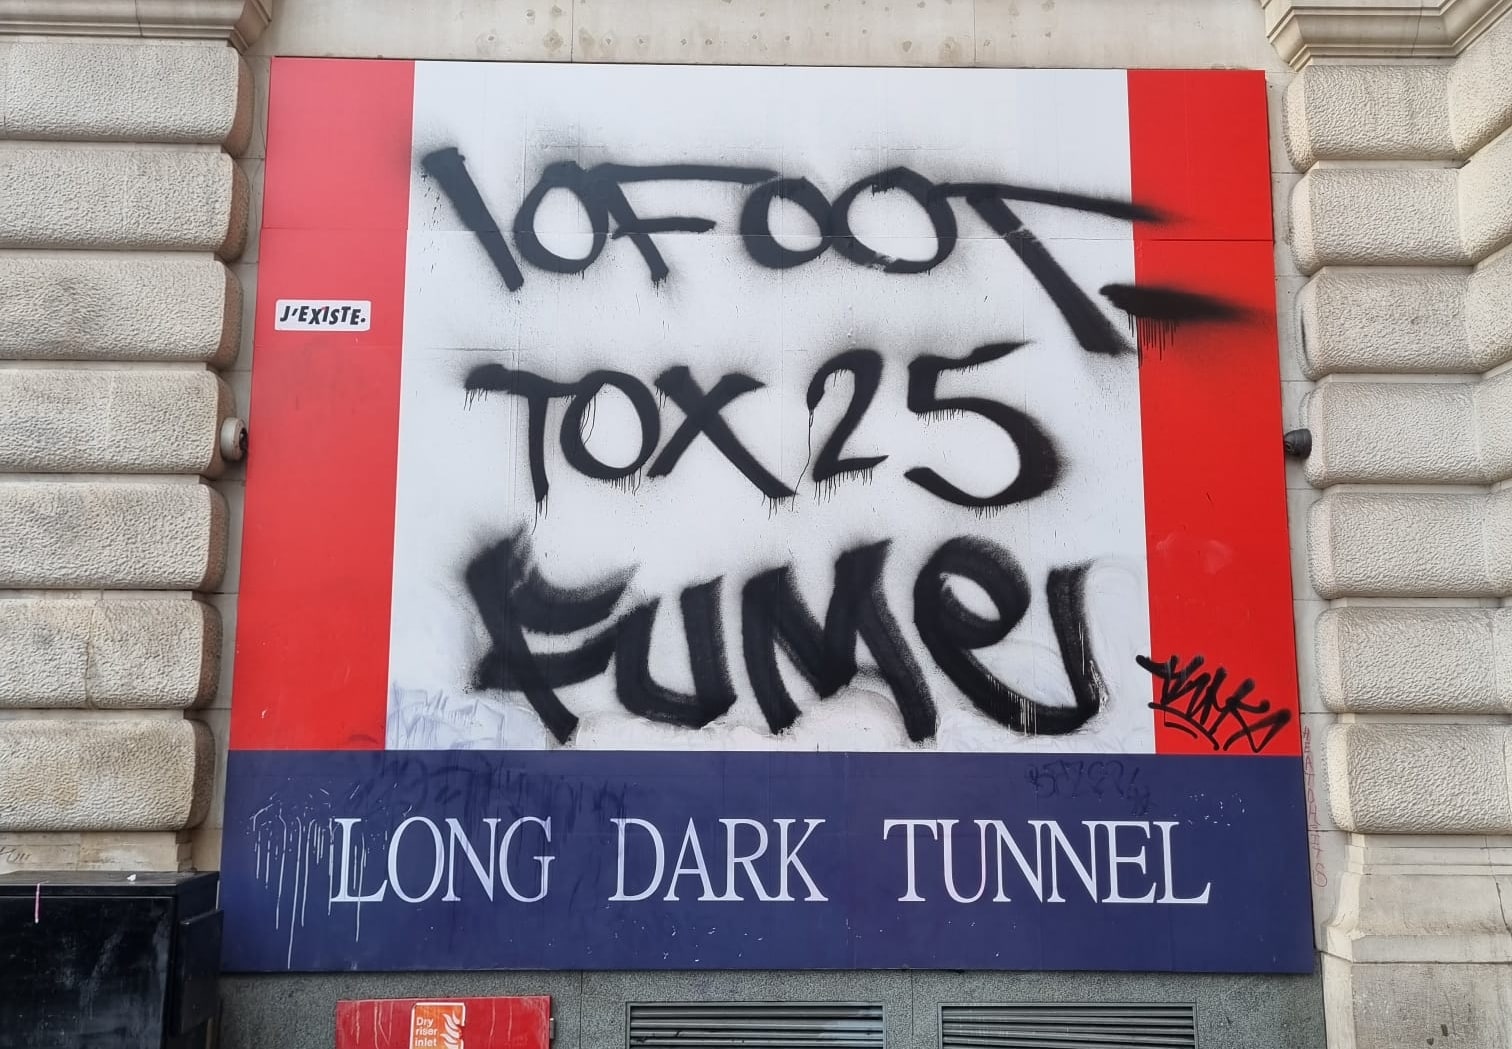 10FOOT
J'EXISTE.
TOX 25
FUME
LONG DARK TUNNEL
Dry
riser
inlet